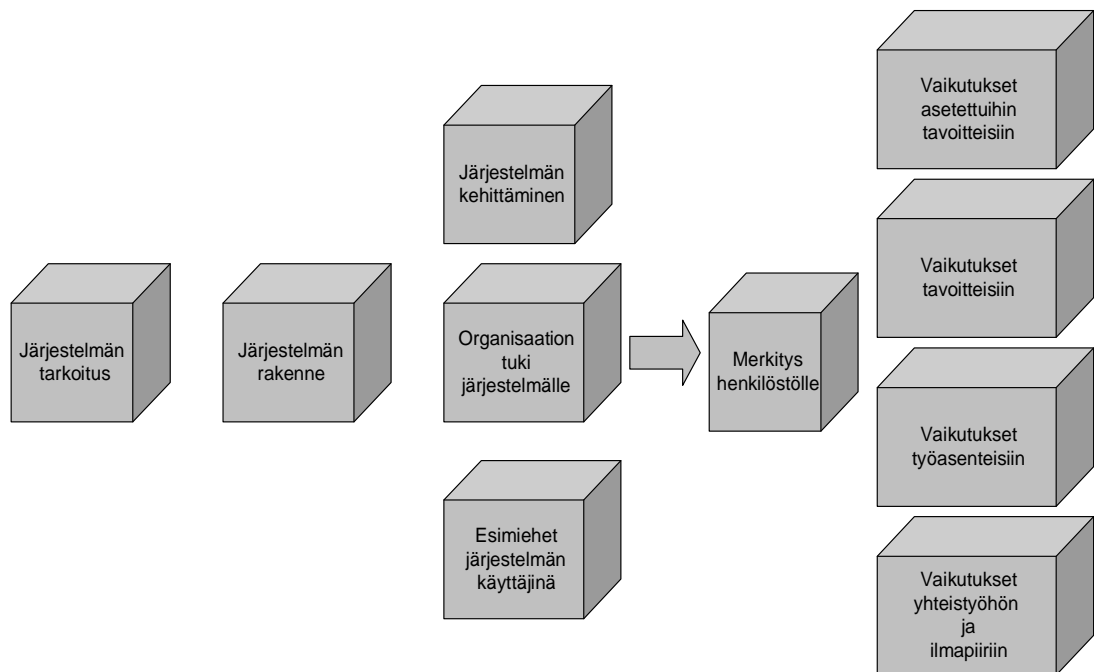 Järjestelmän
tarkoitus
Järjestelmän
rakenne
Järjestelmän
kehittäminen
Organisaation
tuki
järjestelmälle
Esimiehet
järjestelmän
käyttäjinä
Merkitys
henkilöstölle
Vaikutukset
asetettuihin
tavoitteisiin
Vaikutukset
tavoitteisiin
Vaikutukset
työasenteisiin
Vaikutukset
yhteistyöhön
ja
ilmapiiriin